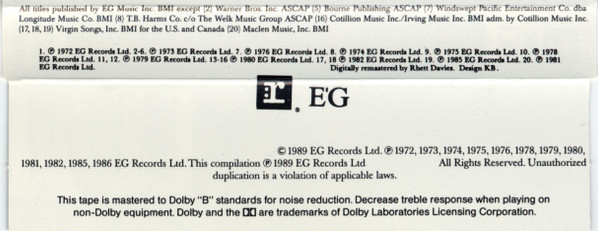 All titles published by EG Music Inc. BMI except (2) Warner Bros. Inc. ASCAP (5) Bourne Publishing ASCAP (7) Windswept Pacific Entertainment Co. dba
Longitude Music Co. BMI (8) T.B. Harms Co. c/o The Welk Music Group ASCAP (16) Cotillion Music Inc./Irving Music Inc. BMI adm. by Cotillion Music Inc.
(17, 18, 19) Virgin Songs, Inc. BMI for the U.S. and Canada (20) Maclen Music, Inc. BMI
1. ℗ 1972 EG Records Ltd. 2-6. ℗ 1973 EG Records Ltd. 7. ℗ 1976 EG Records Ltd. 8. ℗ 1974 EG Records Ltd. 9. ℗ 1975 EG Records Ltd. 10. ℗ 1978
EG Records Ltd. 11, 12. ℗ 1979 EG Records Ltd. 13-16 ℗ 1980 EG Records Ltd. 17, 18 ℗ 1982 EG Records Ltd. 19. ℗ 1985 EG Records Ltd. 20. ℗ 1981
EG Records Ltd. Digitally remastered by Rhett Davies. Design KB.
r ® E'G
© 1989 EG Records Ltd. ℗ 1972, 1973, 1974, 1975, 1976, 1978, 1979, 1980,
1981, 1982, 1985, 1986 EG Records Ltd. This compilation ℗ 1989 EG Records Ltd All Rights Reserved. Unauthorized
duplication is a violation of applicable laws.
This tape is mastered to Dolby "B" standards for noise reduction. Decrease treble response when playing on
non-Dolby equipment. Dolby and the DD are trademarks of Dolby Laboratories Licensing Corporation.